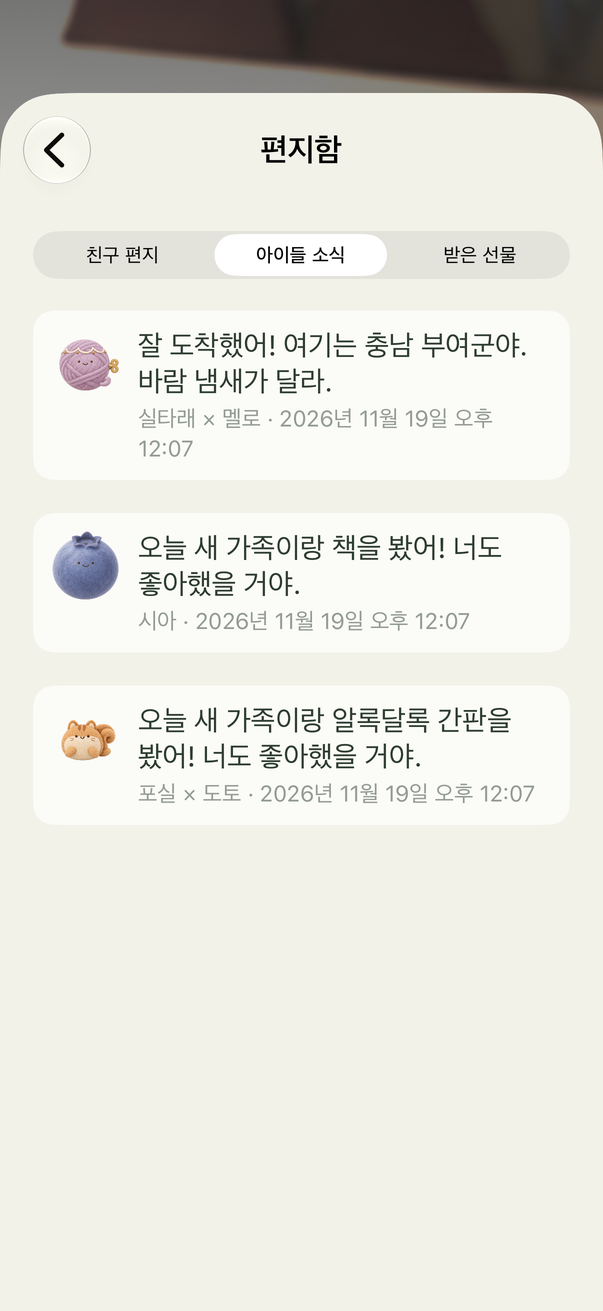 편지함
친구 편지
아이들 소식
받은 선물
잘 도착했어! 여기는 충남 부여군야.
바람 냄새가 달라.
실타래 × 멜로 · 2026년 11월 19일 오후
12:07
오늘 새 가족이랑 책을 봤어! 너도
좋아했을 거야.
시아 · 2026년 11월 19일 오후 12:07
오늘 새 가족이랑 알록달록 간판을
봤어! 너도 좋아했을 거야.
포실 × 도토 · 2026년 11월 19일 오후 12:07